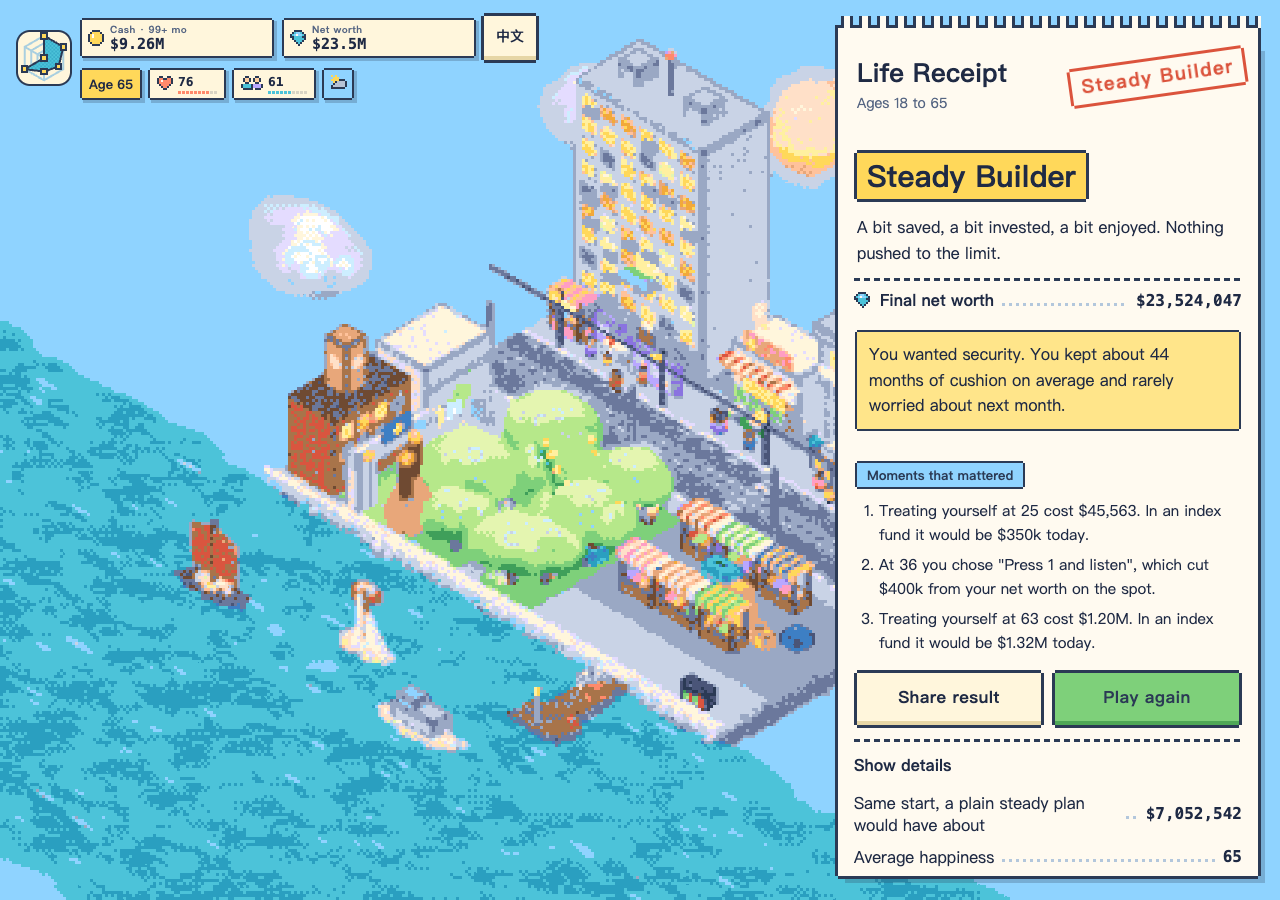 Cash · 99+ mo
$9.26M
Net worth
$23.5M
中文
Age 65
76
61
Life Receipt
Ages 18 to 65
Steady Builder
Steady Builder
A bit saved, a bit invested, a bit enjoyed. Nothing
pushed to the limit.
Final net worth $23,524,047
You wanted security. You kept about 44
months of cushion on average and rarely
worried about next month.
Moments that mattered
1. Treating yourself at 25 cost $45,563. In an index
fund it would be $350k today.
2. At 36 you chose "Press 1 and listen", which cut
$400k from your net worth on the spot.
3. Treating yourself at 63 cost $1.20M. In an index
fund it would be $1.32M today.
Share result
Play again
Show details
Same start, a plain steady plan
would have about
$7,052,542
Average happiness 65